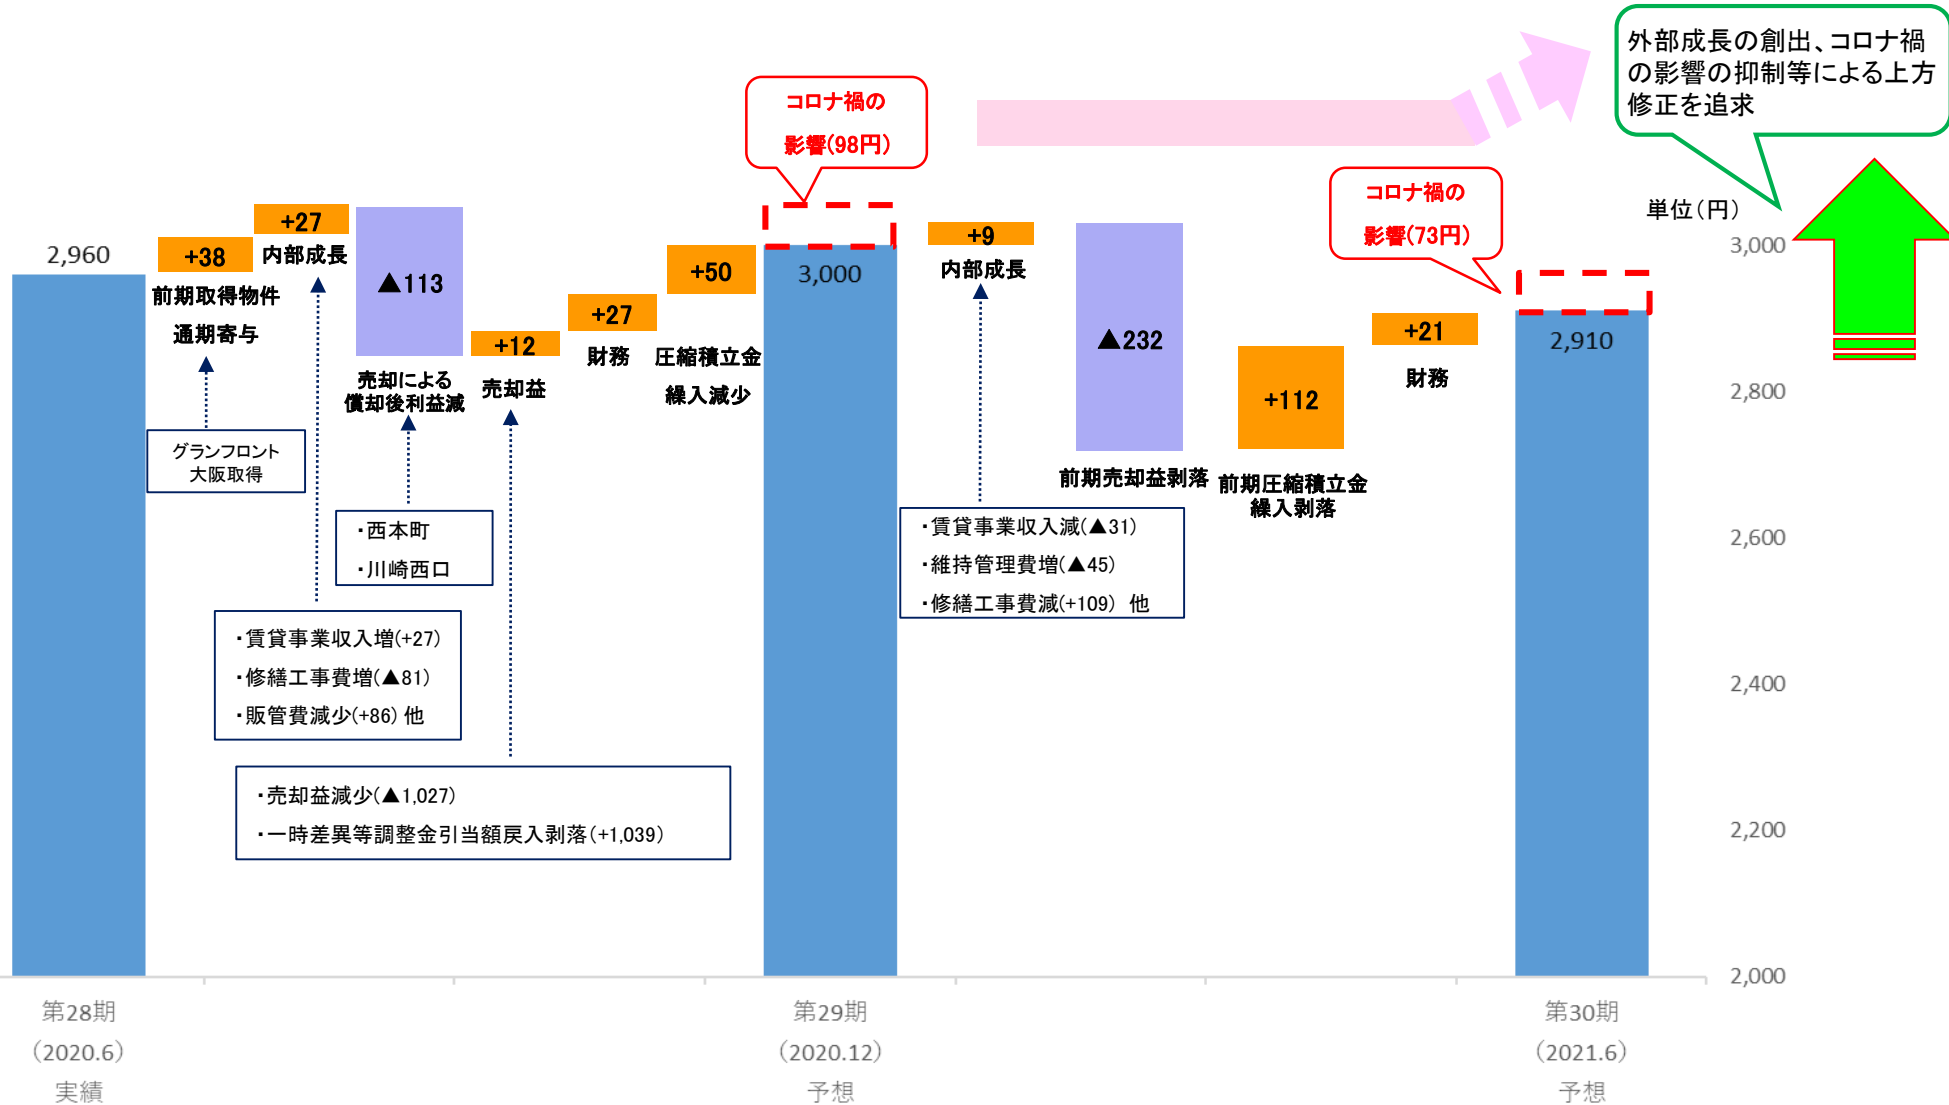 外部成長の創出、コロナ禍
の影響の抑制等による上方
修正を追求
コロナ禍の
影響(98円)
コロナ禍の
影響(73円)
単位(円)
2,960
+38
前期取得物件
通期寄与
+27
内部成長
▲113
売却による
償却後利益減
+12
売却益
+27
財務
+50
圧縮積立金
繰入減少
3,000
+9
内部成長
▲232
前期売却益剥落
+112
前期圧縮積立金
繰入剥落
+21
財務
2,910
グランフロント
大阪取得
・西本町
・川崎西口
・賃貸事業収入増(+27)
・修繕工事費増(▲81)
・販管費減少(+86) 他
・売却益減少(▲1,027)
・一時差異等調整金引当額戻入剥落(+1,039)
・賃貸事業収入減(▲31)
・維持管理費増(▲45)
・修繕工事費減(+109) 他
3,000
2,800
2,600
2,400
2,200
2,000
第28期
(2020.6)
実績
第29期
(2020.12)
予想
第30期
(2021.6)
予想